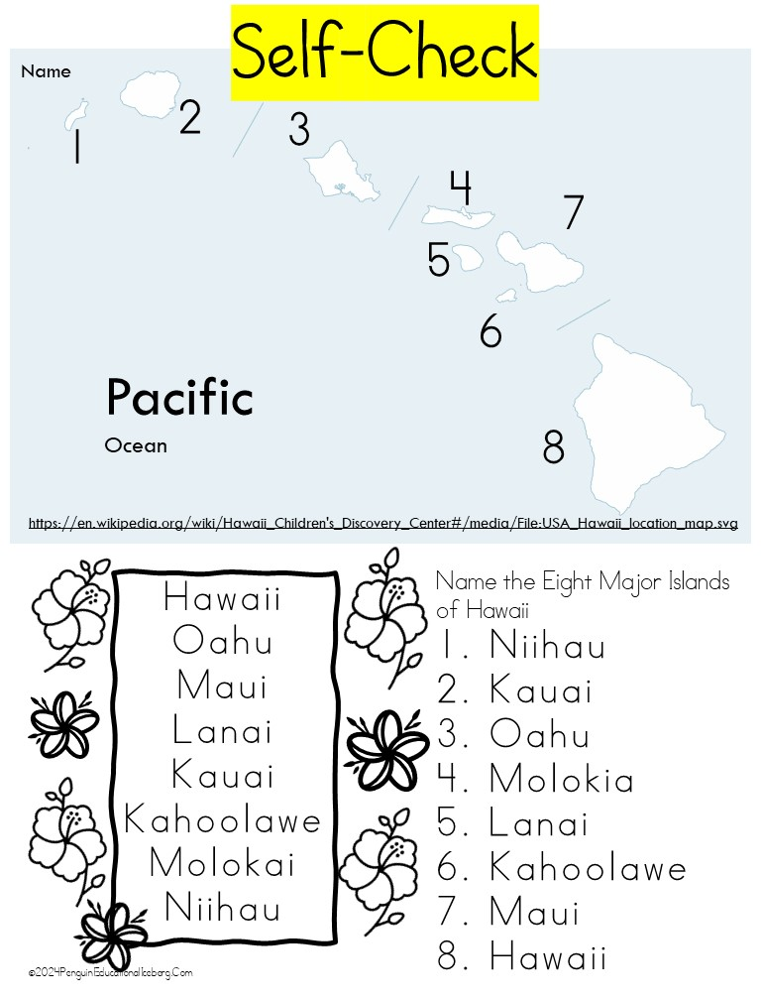 Self-Check
Name
1
2
3
4
7
5
6
8
Pacific
Ocean
https://en.wikipedia.org/wiki/Hawaii_Children's_Discovery_Center#/media/File:USA_Hawaii_location_map.svg
Hawaii
Oahu
Maui
Lanai
Kauai
Kahoolawe
Molokai
Niihau
Name the Eight Major Islands
of Hawaii
1. Niihau
2. Kauai
3. Oahu
4. Molokia
5. Lanai
6. Kahoolawe
7. Maui
8. Hawaii
©2024PenguinEducationalIceberg.Com